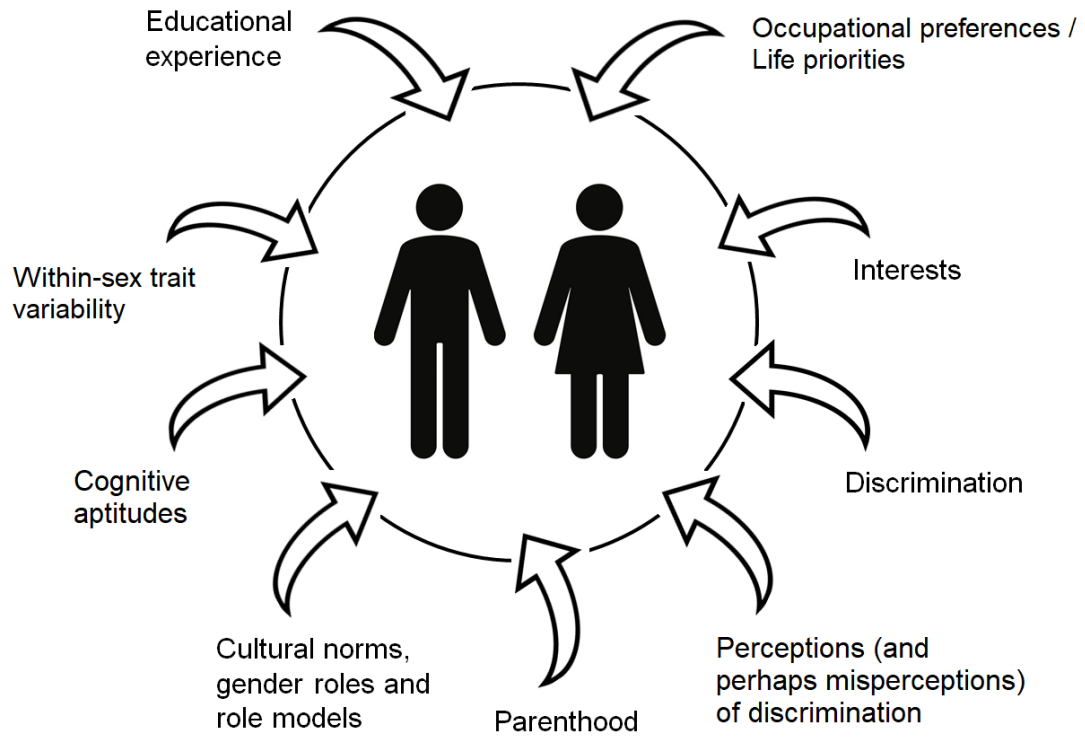 Educational
experience
Occupational preferences /
Life priorities
Within-sex trait
variability
Interests
Cognitive
aptitudes
Discrimination
Cultural norms,
gender roles and
role models
Parenthood
Perceptions (and
perhaps misperceptions)
of discrimination